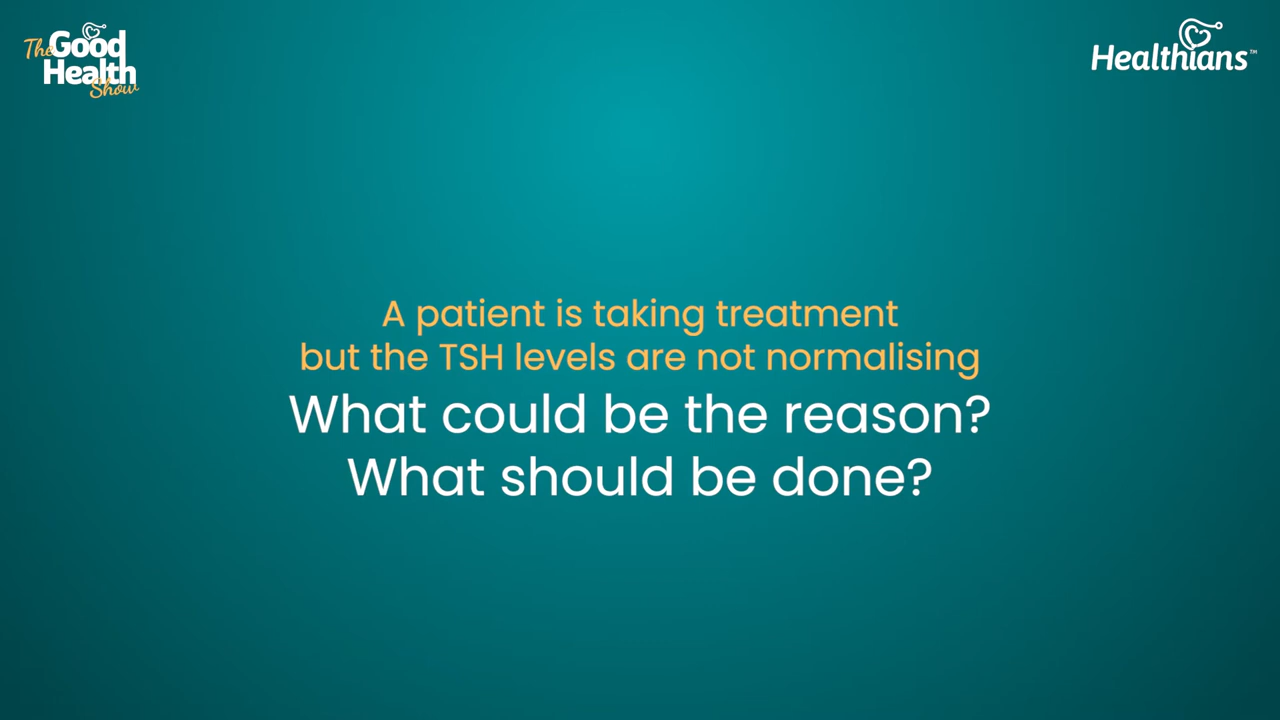 The Good
Health
Show
Healthians™
A patient is taking treatment
but the TSH levels are not normalising
What could be the reason?
What should be done?